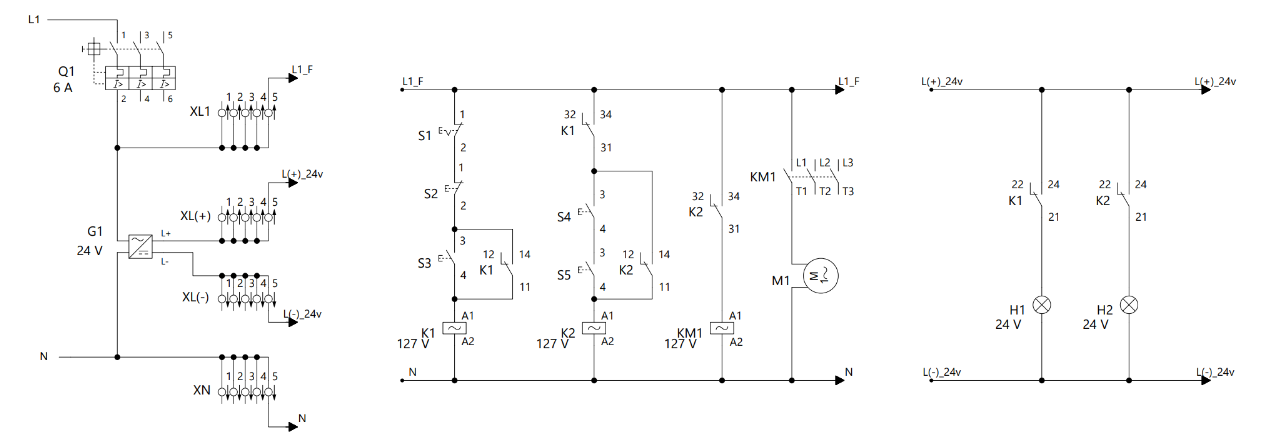 L1
1 3 5
Q1
6 A
2 4 6
L1_F
XL1
1 2 3 4 5
L(+)_24v
XL(+)
1 2 3 4 5
G1
24 V
L+
L-
XL(-)
1 2 3 4 5
L(-)_24v
N
XN
1 2 3 4 5
N
L1_F
L1_F
S1
1
2
S2
1
2
S3
3
4
12 14
K1
11
K1
127 V
A1
A2
32 34
K1
31
S4
3
4
S5
3
4
12 14
K2
11
K2
127 V
A1
A2
32 34
K2
31
KM1
127 V
A1
A2
KM1
L1 L2 L3
T1 T2 T3
M1
M
1
N
N
L(+)_24v
L(+)_24v
22 24
K1
21
22 24
K2
21
H1
24 V
H2
24 V
L(-)_24v
L(-)_24v